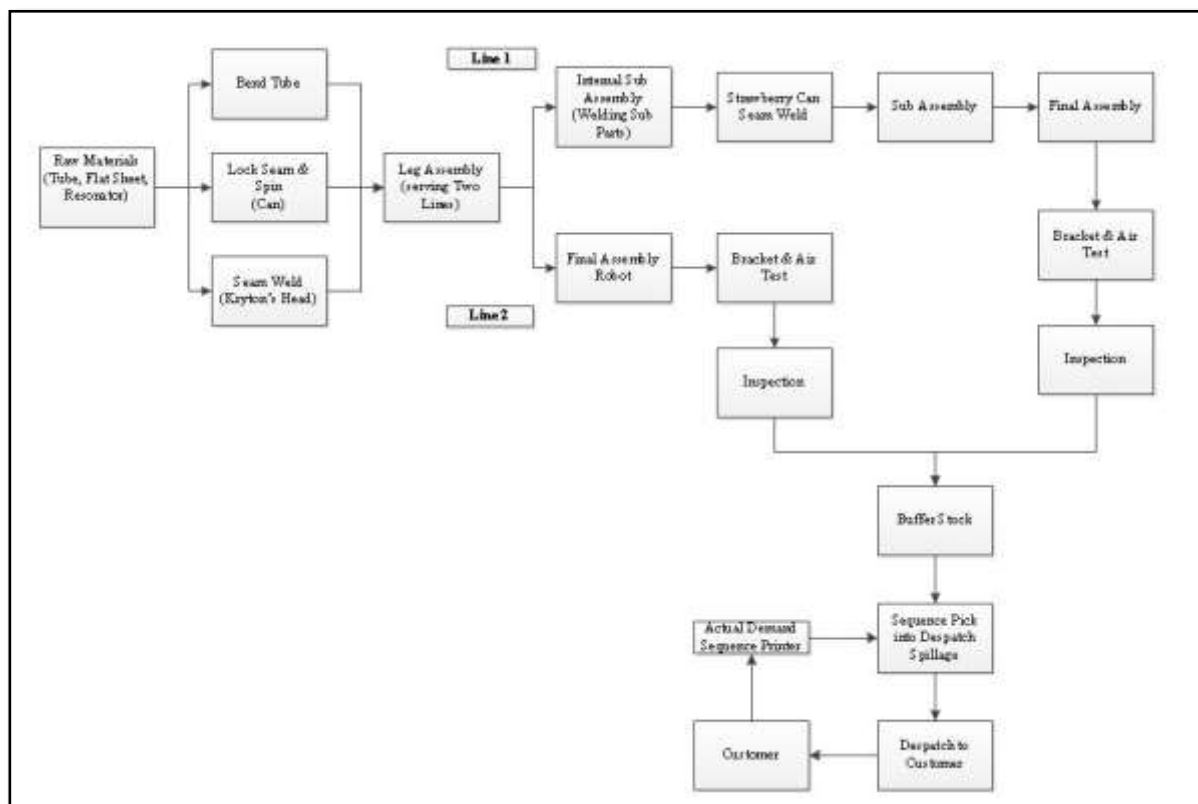 Line 1
Bend Tube
Internal Sub
Assembly
(Welding Sub
Parts)
Strawberry Can
Seam Weld
Sub Assembly
Final Assembly
Raw Materials
(Tube, Flat Sheet,
Resonator)
Lock Seam &
Spin
(Can)
Leg Assembly
(serving Two
Lines)
Seam Weld
(Kryton's Head)
Final Assembly
Robot
Bracket & Air
Test
Bracket & Air
Test
Line 2
Inspection
Inspection
Buffer Stock
Actual Demand
Sequence Printer
Sequence Pick
into Despatch
Spillage
Customer
Despatch to
Customer